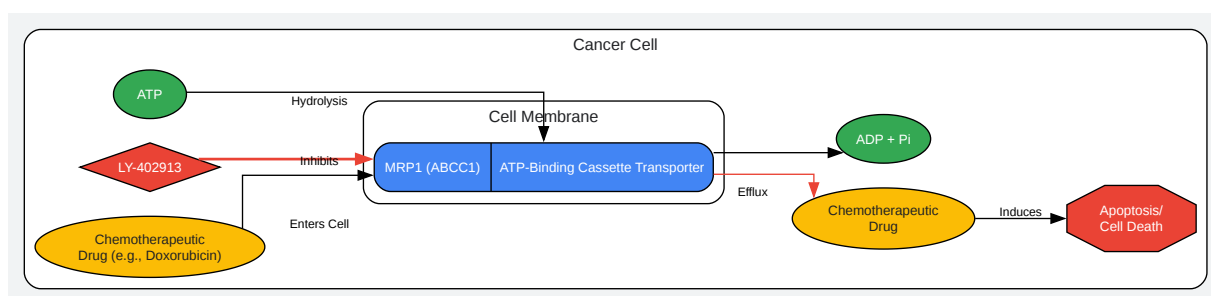 Cancer Cell
ATP
Hydrolysis
Cell Membrane
LY-402913
Inhibits
MRP1 (ABCC1)
ATP-Binding Cassette Transporter
ADP + Pi
Efflux
Enters Cell
Chemotherapeutic
Drug (e.g., Doxorubicin)
Chemotherapeutic
Drug
Induces
Apoptosis/
Cell Death